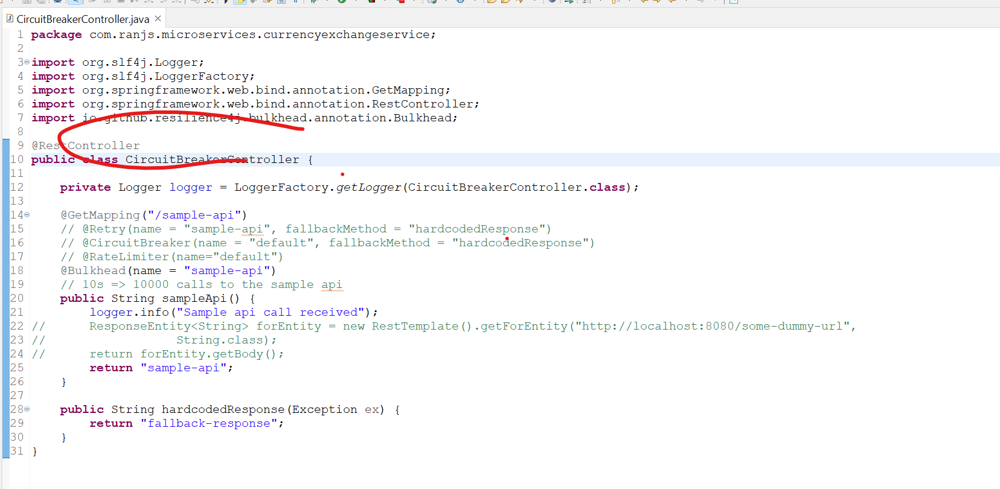 CircuitBreakerController.java
1 package com.ranjs.microservices.currencyexchangeservice;
2
3 import org.slf4j.Logger;
4 import org.slf4j.LoggerFactory;
5 import org.springframework.web.bind.annotation.GetMapping;
6 import org.springframework.web.bind.annotation.RestController;
7 import io.github.resilience4j.bulkhead.annotation.Bulkhead;
8
9 @RestController
10 public class CircuitBreakerController {
11
12     private Logger logger = LoggerFactory.getLogger(CircuitBreakerController.class);
13
14     @GetMapping("/sample-api")
15     // @Retry(name = "sample-api", fallbackMethod = "hardcodedResponse")
16     // @CircuitBreaker(name = "default", fallbackMethod = "hardcodedResponse")
17     // @RateLimiter(name="default")
18     @Bulkhead(name = "sample-api")
19     // 10s => 10000 calls to the sample api
20     public String sampleApi() {
21         logger.info("Sample api call received");
22 //      ResponseEntity<String> forEntity = new RestTemplate().getForEntity("http://localhost:8080/some-dummy-url",
23 //                  String.class);
24 //      return forEntity.getBody();
25         return "sample-api";
26     }
27
28     public String hardcodedResponse(Exception ex) {
29         return "fallback-response";
30     }
31 }